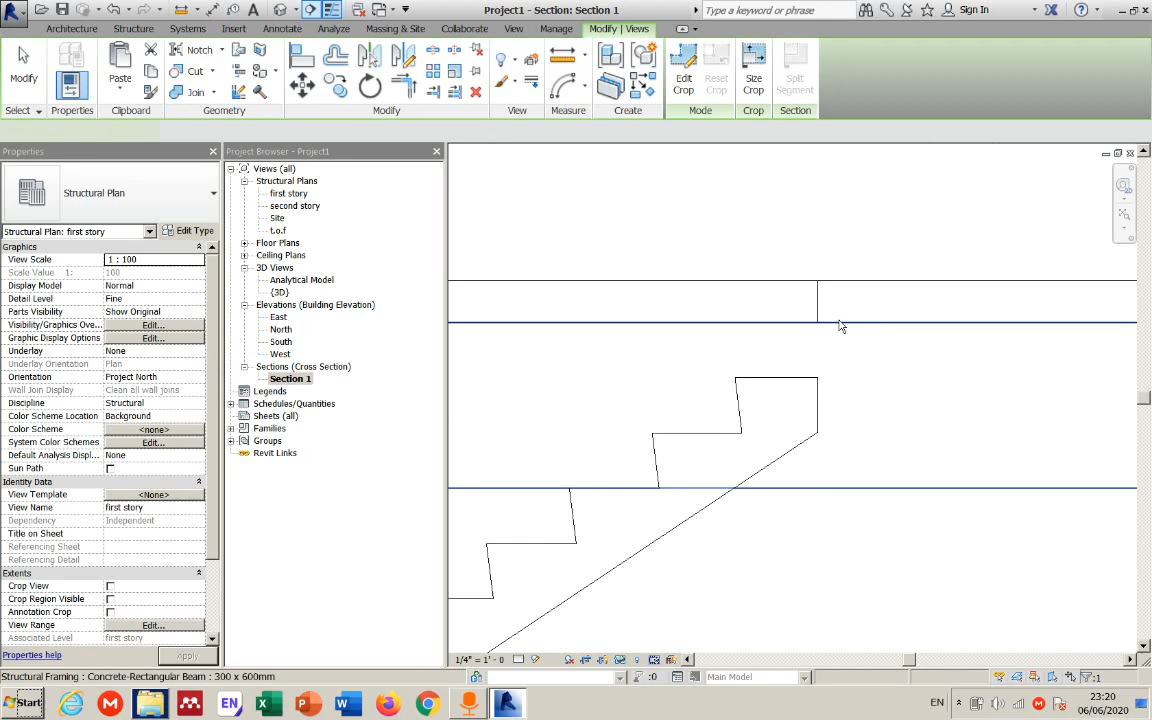 Project1 - Section: Section 1
Type a keyword or phrase
Sign In
Architecture
Structure
Systems
Insert
Annotate
Analyze
Massing & Site
Collaborate
View
Manage
Modify | Views
Modify
Paste
Notch
Cut
Join
Edit Crop
Reset Crop
Size Crop
Split Segment
Select
Properties
Clipboard
Geometry
Modify
View
Measure
Create
Mode
Crop
Section
Properties
Structural Plan
Structural Plan: first story
Edit Type
Graphics
View Scale 1 : 100
Scale Value 1: 100
Display Model Normal
Detail Level Fine
Parts Visibility Show Original
Visibility/Graphics Ove... Edit...
Graphic Display Options Edit...
Underlay None
Underlay Orientation Plan
Orientation Project North
Wall Join Display Clean all wall joins
Discipline Structural
Color Scheme Location Background
Color Scheme <none>
System Color Schemes Edit...
Default Analysis Displ... None
Sun Path
Identity Data
View Template <None>
View Name first story
Dependency Independent
Title on Sheet
Referencing Sheet
Referencing Detail
Extents
Crop View
Crop Region Visible
Annotation Crop
View Range Edit...
Associated Level first story
Properties help
Apply
Project Browser - Project1
Views (all)
Structural Plans
first story
second story
Site
t.o.f
Floor Plans
Ceiling Plans
3D Views
Analytical Model
{3D}
Elevations (Building Elevation)
East
North
South
West
Sections (Cross Section)
Section 1
Legends
Schedules/Quantities
Sheets (all)
Families
Groups
Revit Links
1/4" = 1'- 0"
Structural Framing : Concrete-Rectangular Beam : 300 x 600mm
:0
Main Model
:1
Start
EN
EN
23:20
06/06/2020